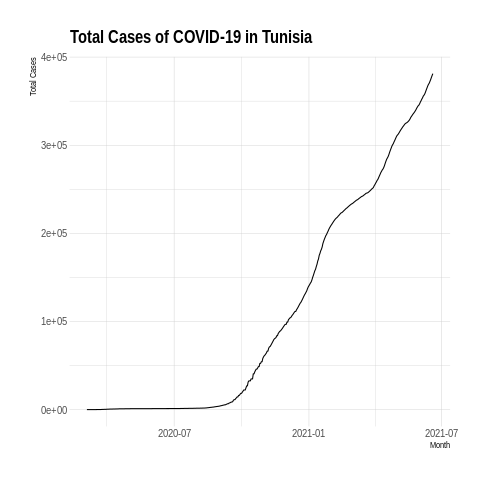 Total Cases of COVID-19 in Tunisia
Total Cases
4e+05
3e+05
2e+05
1e+05
0e+00
2020-07
2021-01
2021-07
Month